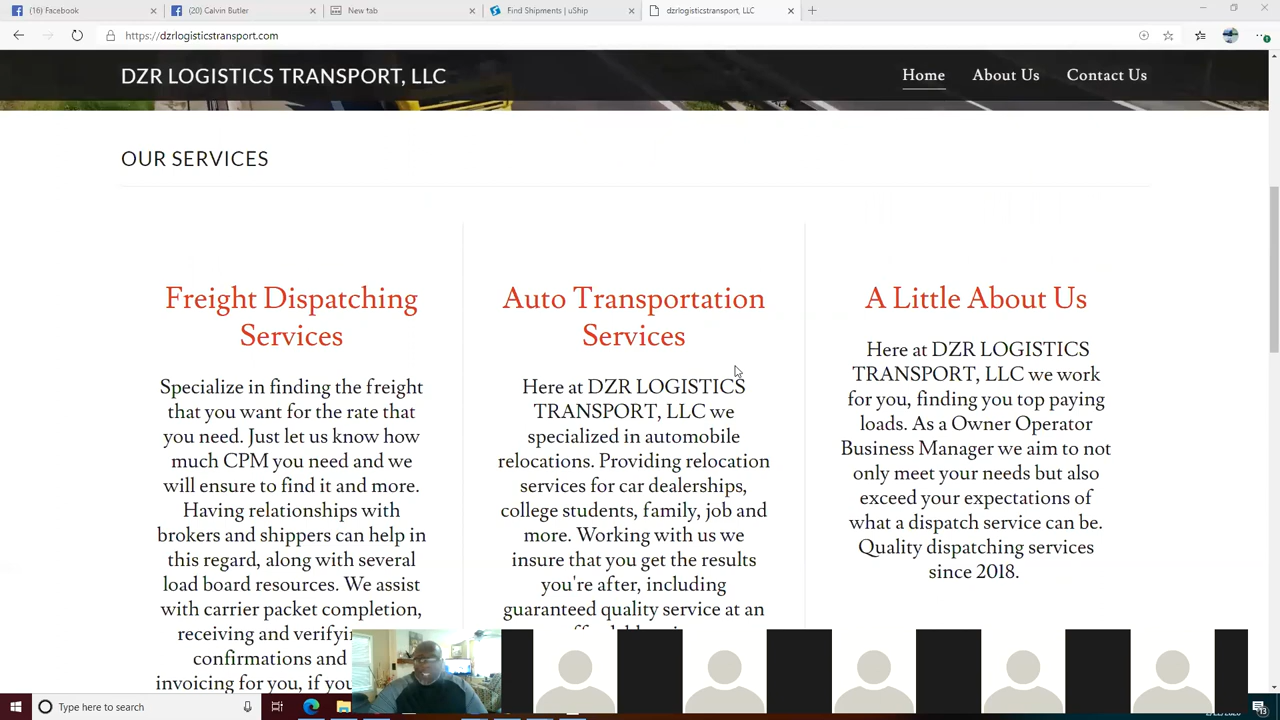 (16) Facebook
(20) Calvin Butler
New tab
Find Shipments | uShip
dzrlogisticstransport, LLC
https://dzrlogisticstransport.com
DZR LOGISTICS TRANSPORT, LLC
Home
About Us
Contact Us
OUR SERVICES
Freight Dispatching
Services
Specialize in finding the freight
that you want for the rate that
you need. Just let us know how
much CPM you need and we
will ensure to find it and more.
Having relationships with
brokers and shippers can help in
this regard, along with several
load board resources. We assist
with carrier packet completion,
receiving and
confirmations and
invoicing for you, if
Auto Transportation
Services
Here at DZR LOGISTICS
TRANSPORT, LLC we
specialized in automobile
relocations. Providing relocation
services for car dealerships,
college students, family, job and
more. Working with us we
insure that you get the results
you're after, including
guaranteed quality service at an
A Little About Us
Here at DZR LOGISTICS
TRANSPORT, LLC we work
for you, finding you top paying
loads. As a Owner Operator
Business Manager we aim to not
only meet your needs but also
exceed your expectations of
what a dispatch service can be.
Quality dispatching services
since 2018.
Type here to search